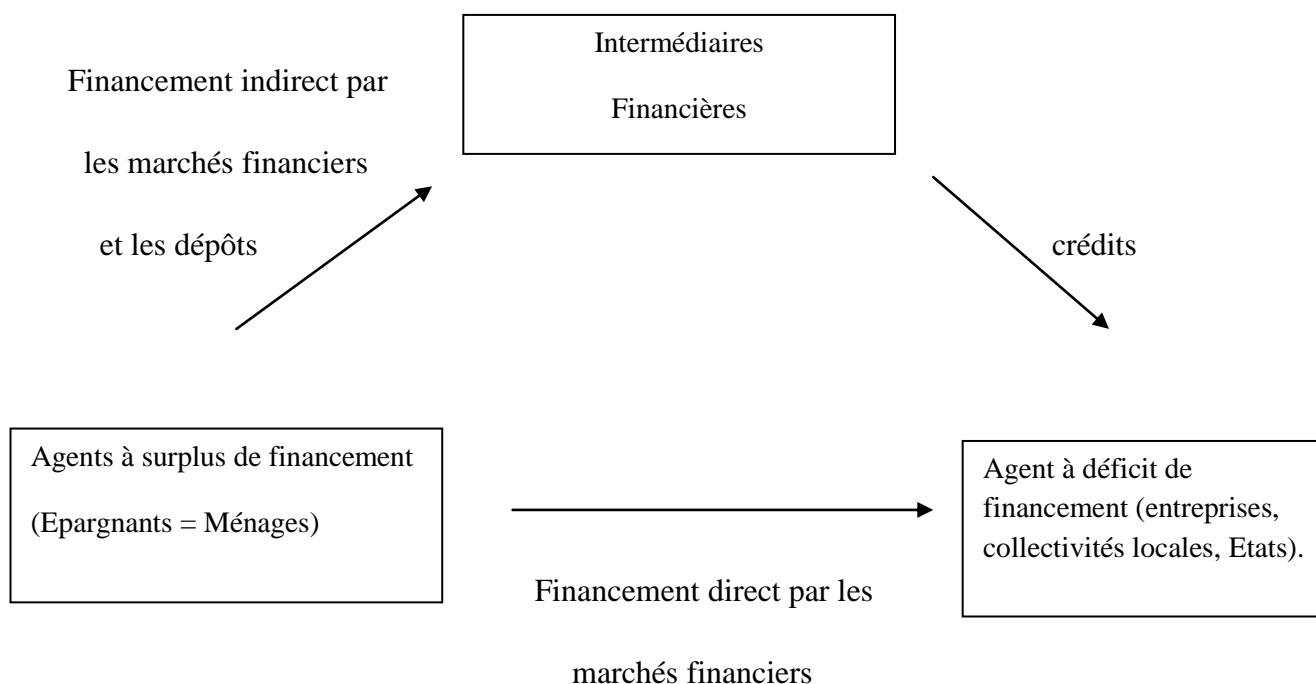 Intermédiaires
Financières
Financement indirect par
les marchés financiers
et les dépôts
crédits
Agents à surplus de financement
(Epargnants = Ménages)
Agent à déficit de
financement (entreprises,
collectivités locales, Etats).
Financement direct par les
marchés financiers